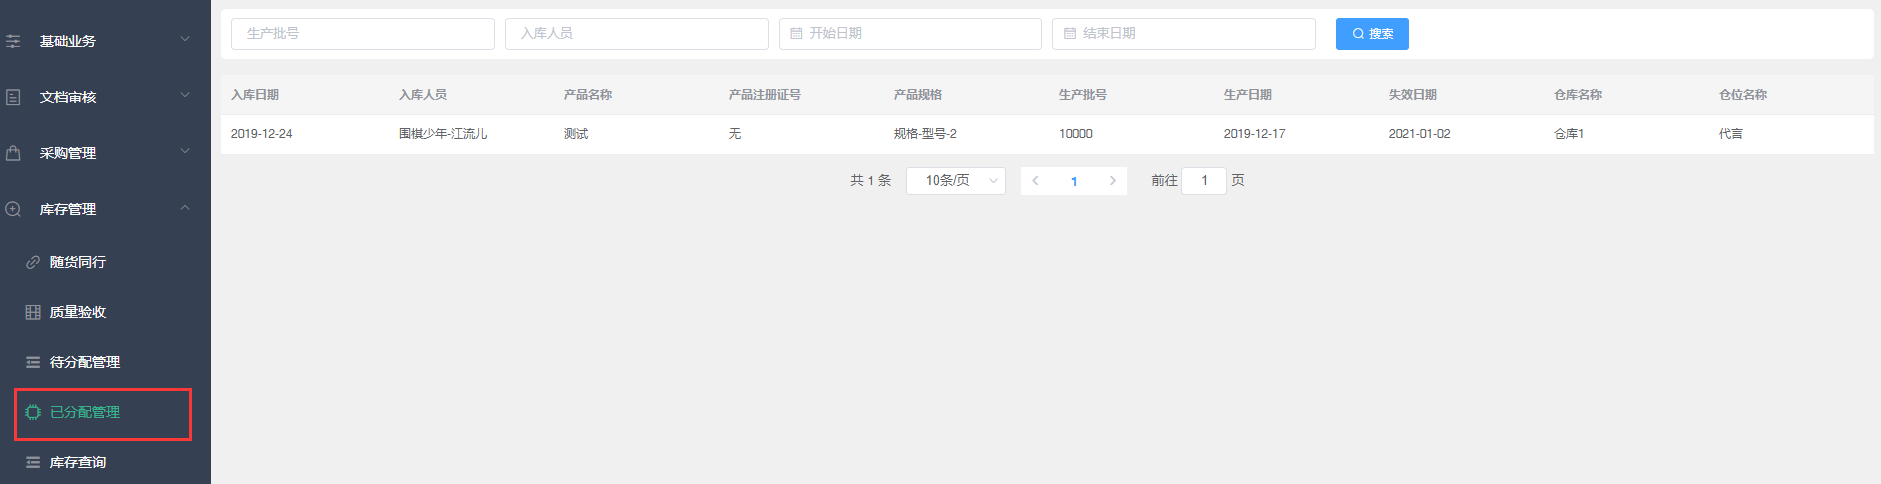 基础业务
文档审核
采购管理
库存管理
随货同行
质量验收
待分配管理
已分配管理
库存查询
生产批号 入库人员 开始日期 结束日期 搜索
入库日期 入库人员 产品名称 产品注册证号 产品规格 生产批号 生产日期 失效日期 仓库名称 仓位名称
2019-12-24 围棋少年-江流儿 测试 无 规格-型号-2 10000 2019-12-17 2021-01-02 仓库1 代言
共 1 条 10条/页 1 前往 1 页